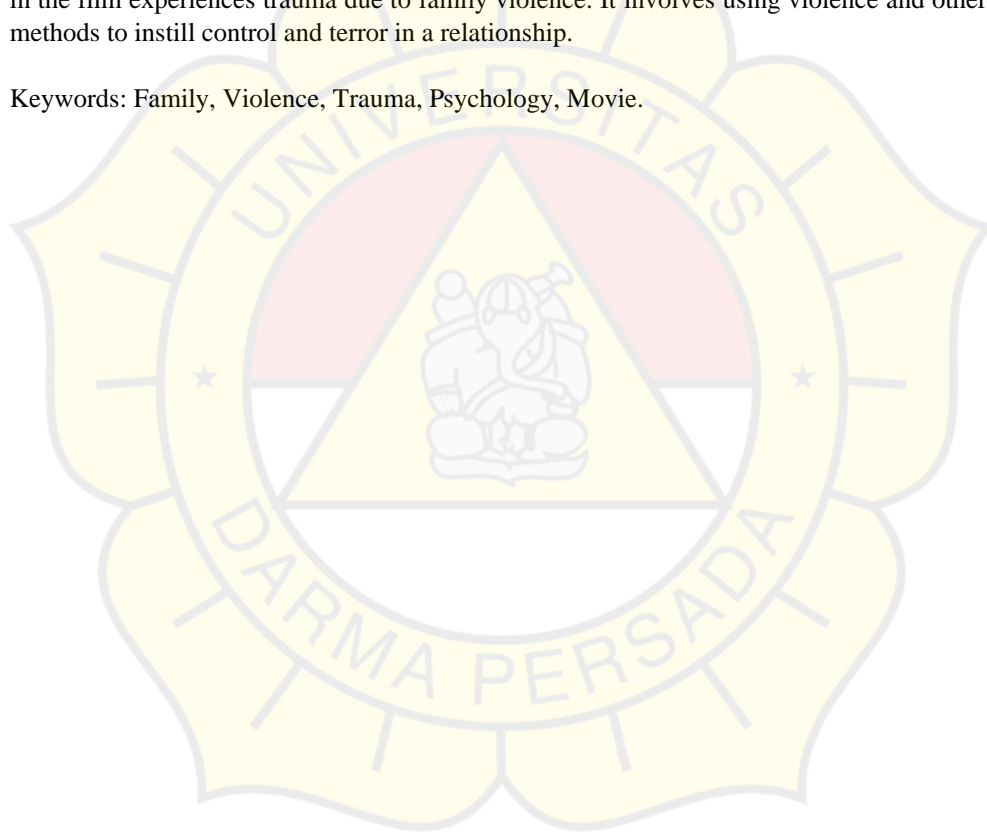 in the film experiences trauma due to family violence. It involves using violence and other
methods to instill control and terror in a relationship.
Keywords: Family, Violence, Trauma, Psychology, Movie.
UNIVERSITAS
DARMA PERSADA